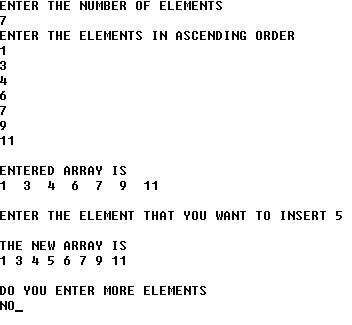 ENTER THE NUMBER OF ELEMENTS
7
ENTER THE ELEMENTS IN ASCENDING ORDER
1
3
4
6
7
9
11
ENTERED ARRAY IS
1 3 4 6 7 9 11
ENTER THE ELEMENT THAT YOU WANT TO INSERT 5
THE NEW ARRAY IS
1 3 4 5 6 7 9 11
DO YOU ENTER MORE ELEMENTS
NO_